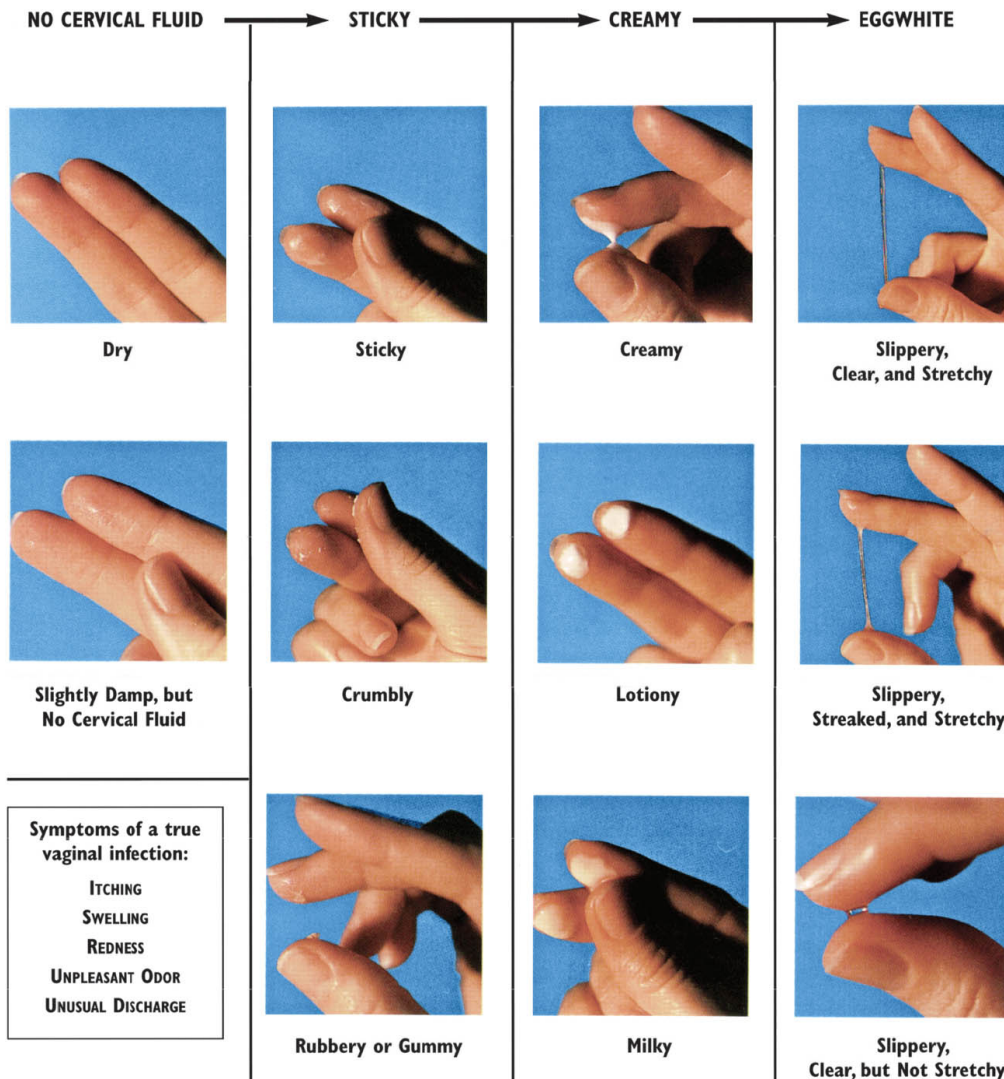 NO CERVICAL FLUID
STICKY
CREAMY
EGGWHITE
Dry
Sticky
Creamy
Slippery,
Clear, and Stretchy
Slightly Damp, but
No Cervical Fluid
Crumbly
Lotiony
Slippery,
Streaked, and Stretchy
Symptoms of a true
vaginal infection:
ITCHING
SWELLING
REDNESS
UNPLEASANT ODOR
UNUSUAL DISCHARGE
Rubbery or Gummy
Milky
Slippery,
Clear, but Not Stretchy